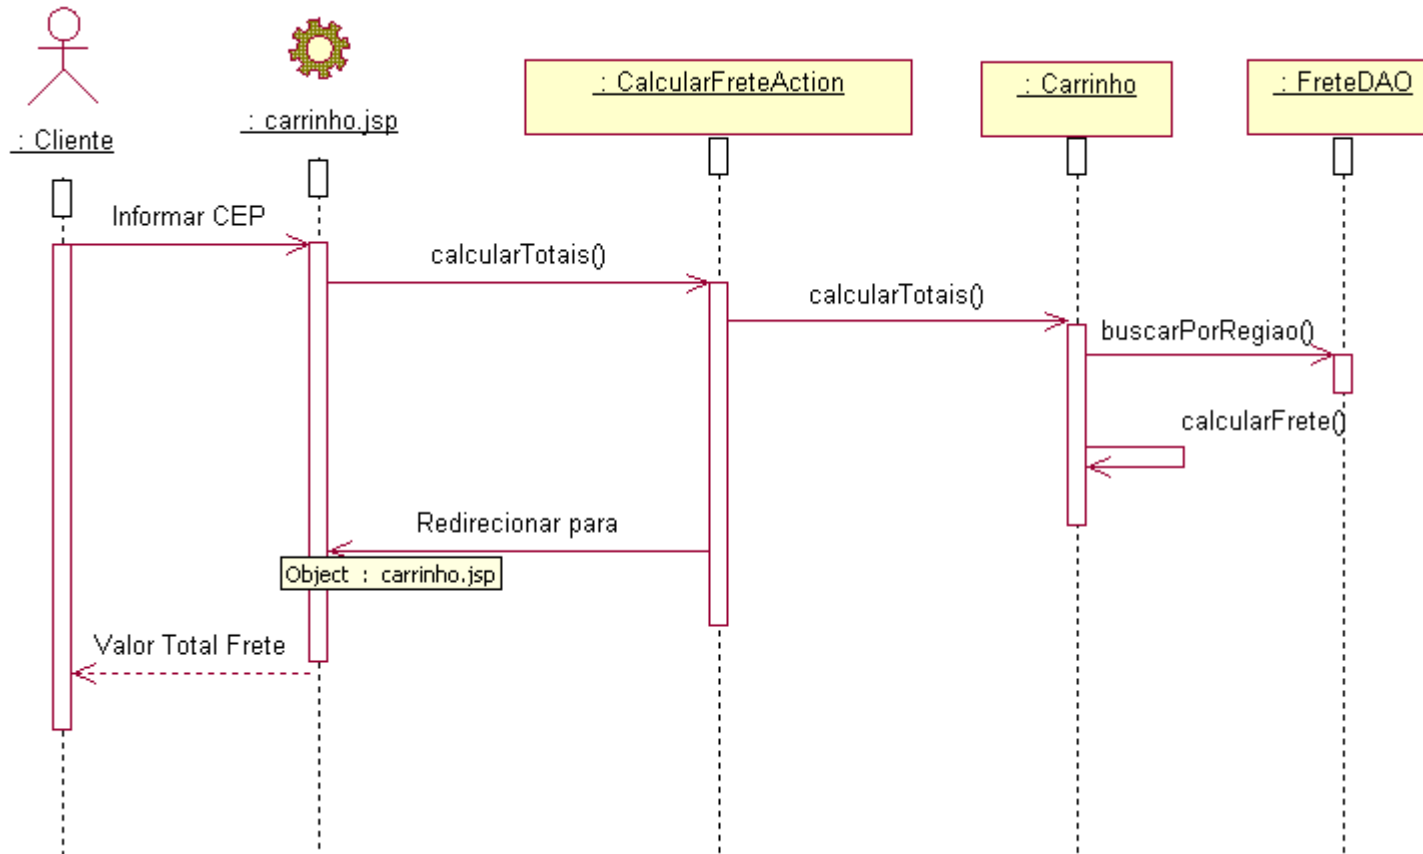 : Cliente
: carrinho.jsp
: CalcularFreteAction
: Carrinho
: FreteDAO
Informar CEP
calcularTotais()
calcularTotais()
buscarPorRegiao()
calcularFrete()
Redirecionar para
Object : carrinho.jsp
Valor Total Frete